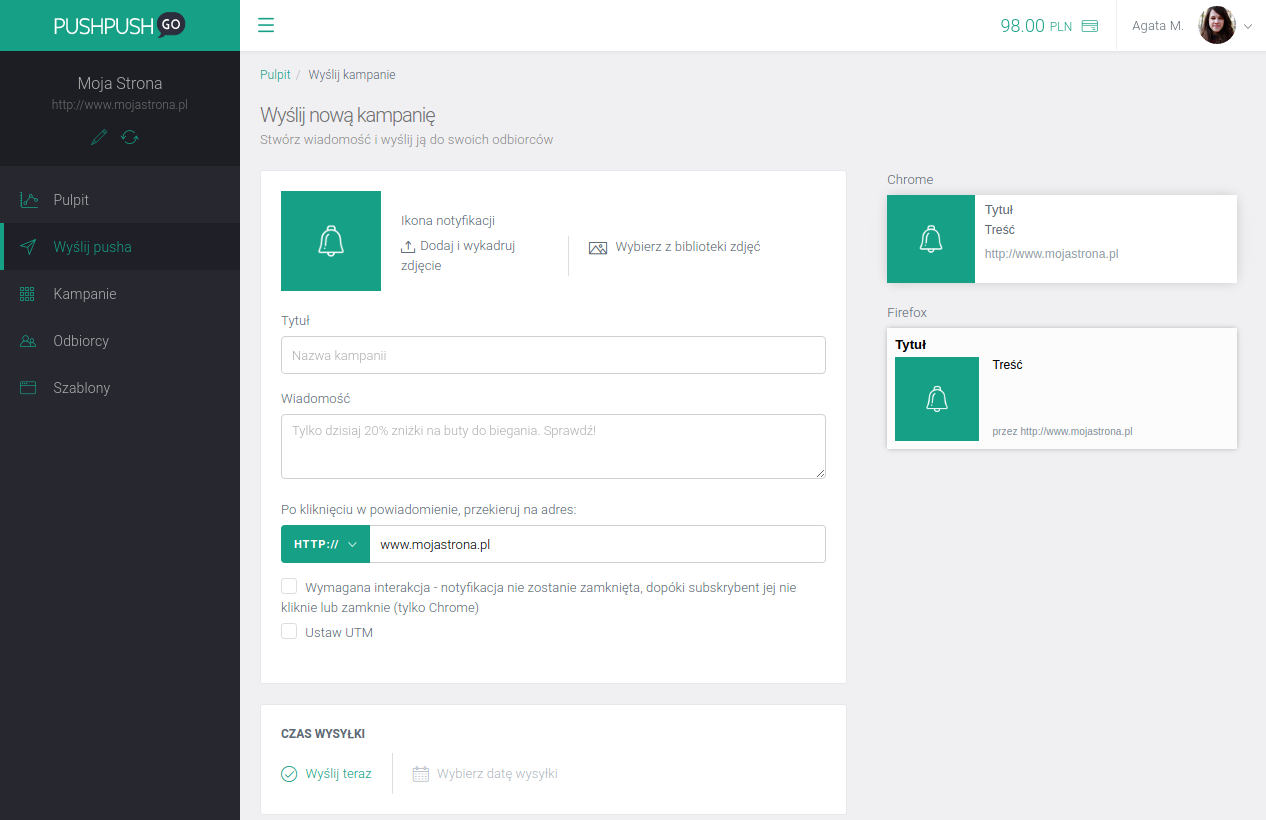 PUSHPUSH GO
98.00 PLN
Agata M.
Moja Strona
http://www.mojastrona.pl
Pulpit
Wyślij pusha
Kampanie
Odbiorcy
Szablony
Pulpit / Wyślij kampanie
Wyślij nową kampanię
Stwórz wiadomość i wyślij ją do swoich odbiorców
Ikona notyfikacji
Dodaj i wykadruj
zdjęcie
Wybierz z biblioteki zdjęć
Tytuł
Nazwa kampanii
Wiadomość
Tylko dzisiaj 20% zniżki na buty do biegania. Sprawdź!
Po kliknięciu w powiadomienie, przekieruj na adres:
HTTP:// www.mojastrona.pl
Wymagana interakcja - notyfikacja nie zostanie zamknięta, dopóki subskrybent jej nie
kliknie lub zamknie (tylko Chrome)
Ustaw UTM
CZAS WYSYŁKI
Wyślij teraz
Wybierz datę wysyłki
Chrome
Tytuł
Treść
http://www.mojastrona.pl
Firefox
Tytuł
Treść
przez http://www.mojastrona.pl